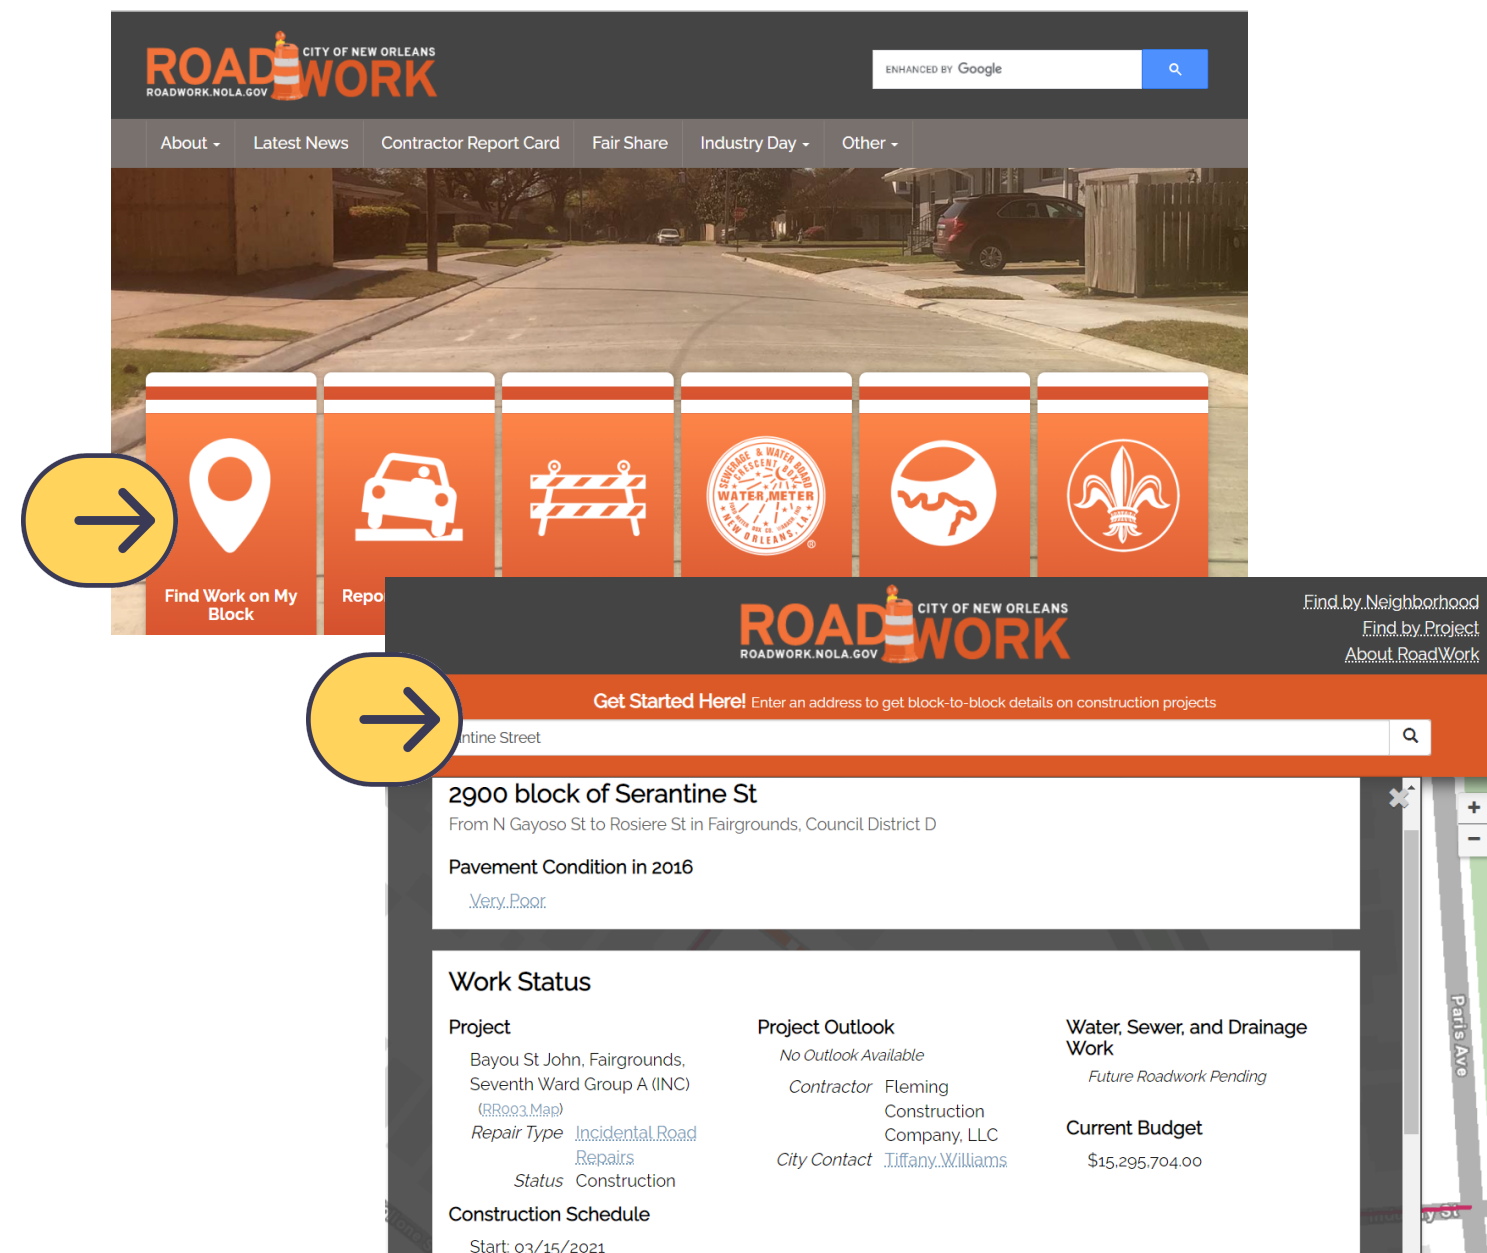 ROADWORK
CITY OF NEW ORLEANS
ROADWORK.NOLA.GOV
ENHANCED BY Google
About
Latest News
Contractor Report Card
Fair Share
Industry Day
Other
SEWERAGE & WATER BOARD
CRESCENT BOX
WATER METER
NEW ORLEANS, LA.
®
Find Work on My
Block
ROADWORK
CITY OF NEW ORLEANS
ROADWORK.NOLA.GOV
Find by Neighborhood
Find by Project
About RoadWork
Get Started Here! Enter an address to get block-to-block details on construction projects
ntine Street
2900 block of Serantine St
From N Gayoso St to Rosiere St in Fairgrounds, Council District D
Pavement Condition in 2016
Very Poor
Work Status
Project
Bayou St John, Fairgrounds,
Seventh Ward Group A (INC)
(RR003 Map)
Repair Type Incidental Road
Repairs
Status Construction
Construction Schedule
Start: 03/15/2021
Project Outlook
No Outlook Available
Contractor Fleming
Construction
Company, LLC
City Contact Tiffany Williams
Water, Sewer, and Drainage
Work
Future Roadwork Pending
Current Budget
$15,295,704.00
+
−
Paris Ave